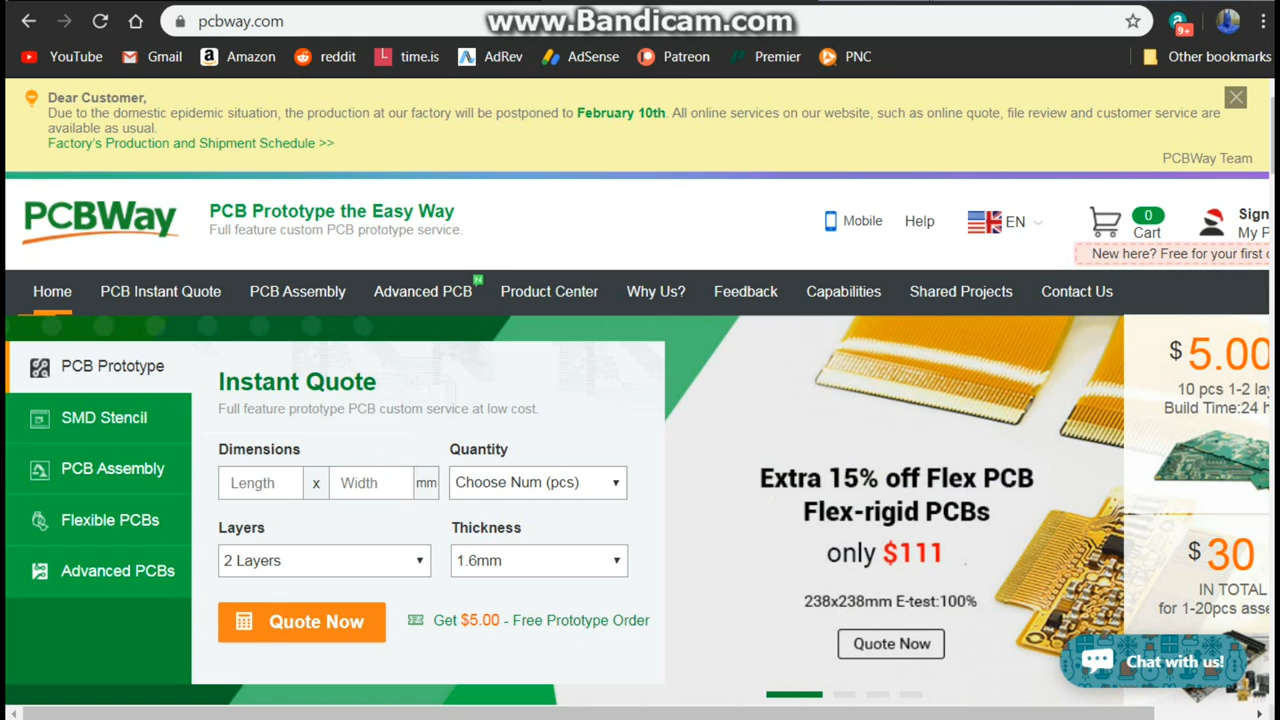 pcbway.com
www.Bandicam.com
9+
YouTube Gmail Amazon reddit time.is AdRev AdSense Patreon Premier PNC Other bookmarks
Dear Customer,
Due to the domestic epidemic situation, the production at our factory will be postponed to February 10th. All online services on our website, such as online quote, file review and customer service are
available as usual.
Factory's Production and Shipment Schedule >>
PCBWay Team
PCBWay
PCB Prototype the Easy Way
Full feature custom PCB prototype service.
Mobile Help EN 0 Cart
Sign
My P
New here? Free for your first
Home PCB Instant Quote PCB Assembly Advanced PCB N Product Center Why Us? Feedback Capabilities Shared Projects Contact Us
PCB Prototype
SMD Stencil
PCB Assembly
Flexible PCBs
Advanced PCBs
Instant Quote
Full feature prototype PCB custom service at low cost.
Dimensions Quantity
Length x Width mm Choose Num (pcs)
Layers Thickness
2 Layers 1.6mm
Quote Now Get $5.00 - Free Prototype Order
Extra 15% off Flex PCB
Flex-rigid PCBs
only $111
238x238mm E-test:100%
Quote Now
$5.00
10 pcs 1-2 lay
Build Time:24 h
$30
IN TOTAL
for 1-20pcs asse
Chat with us!